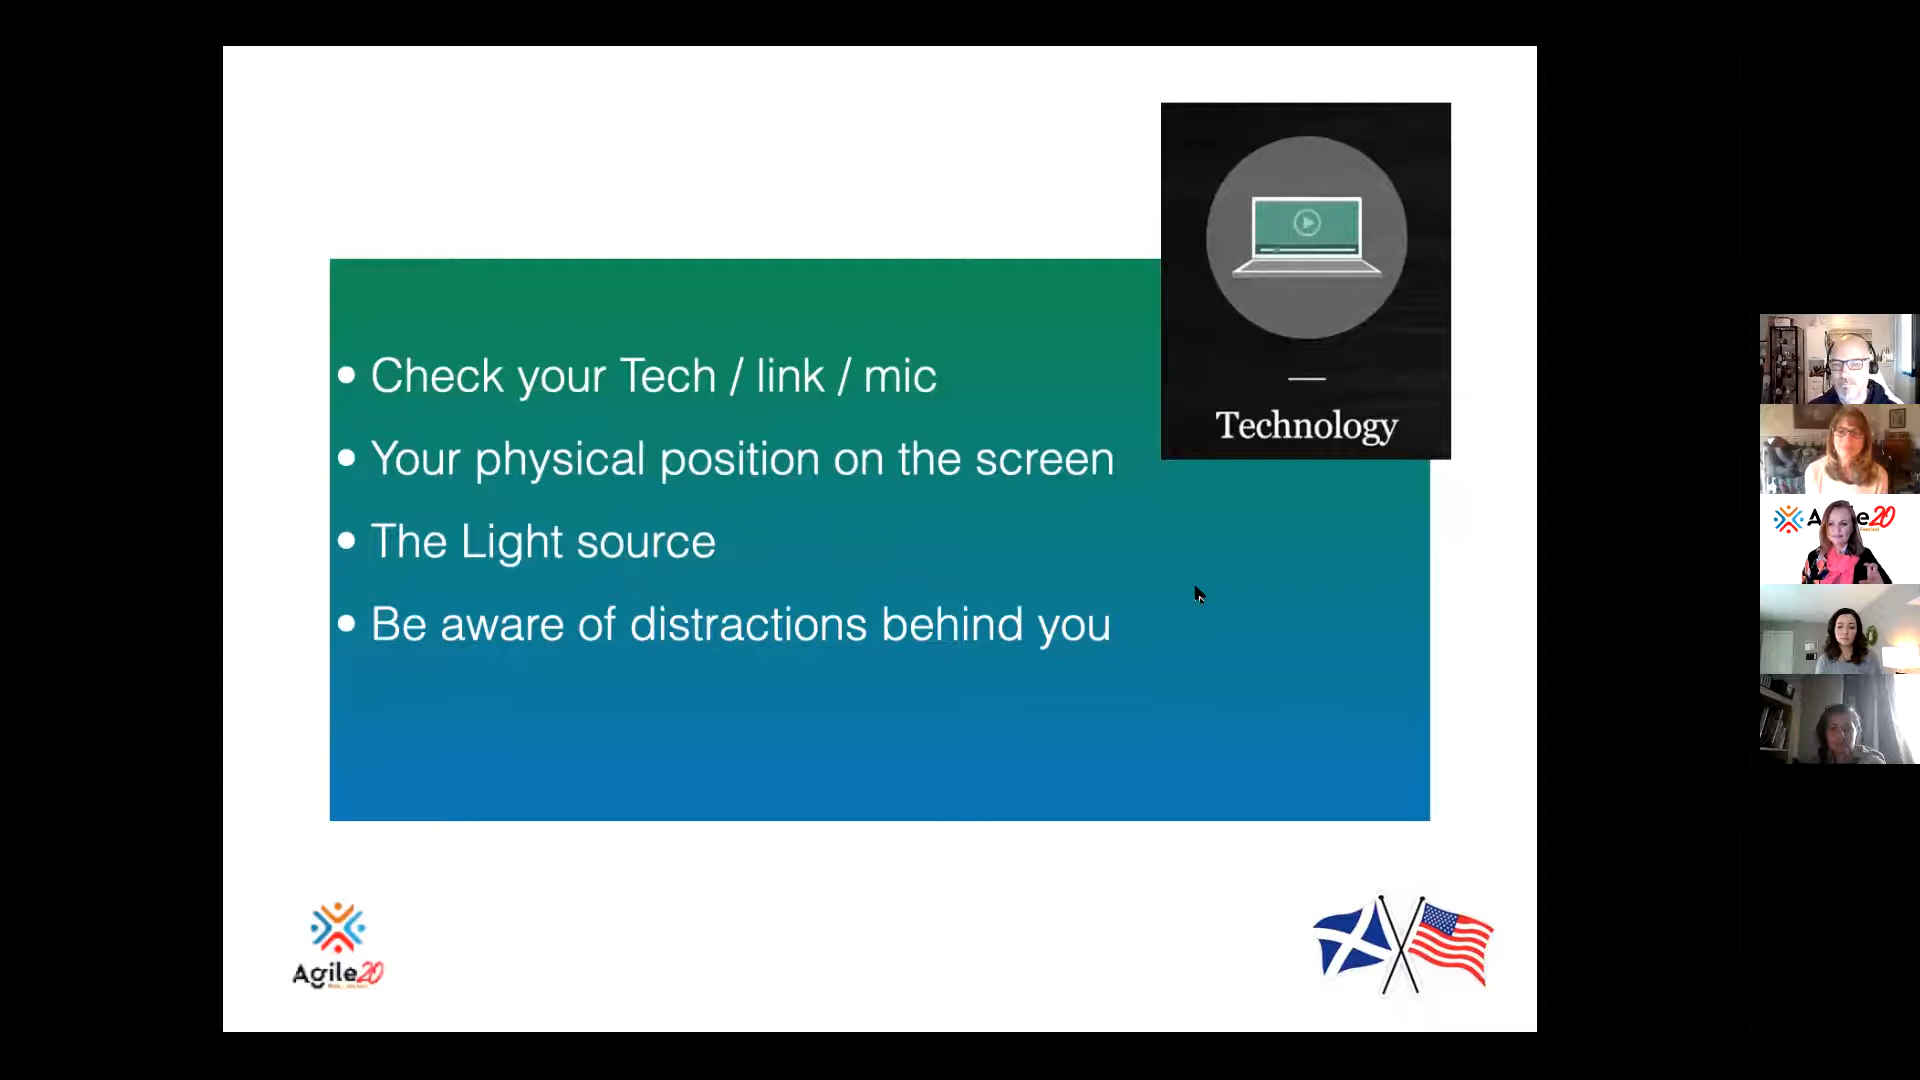 Technology
• Check your Tech / link / mic
• Your physical position on the screen
• The Light source
• Be aware of distractions behind you
Agile20